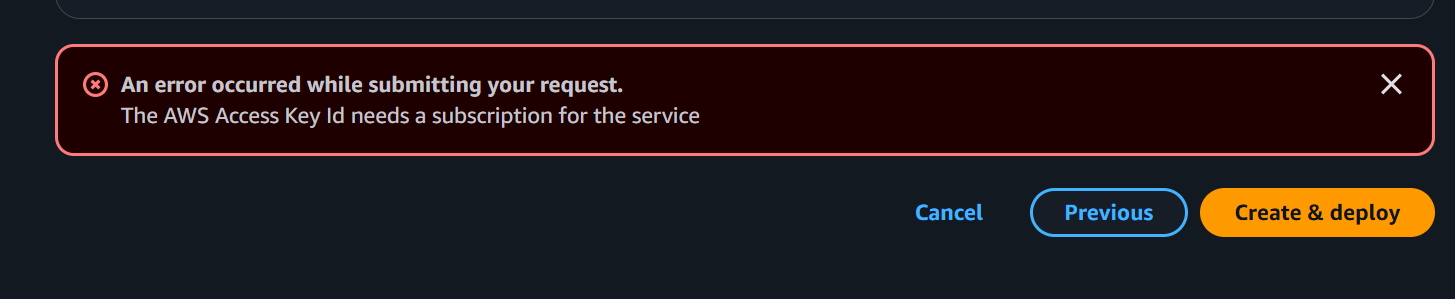 An error occurred while submitting your request.
The AWS Access Key Id needs a subscription for the service
Cancel
Previous
Create & deploy